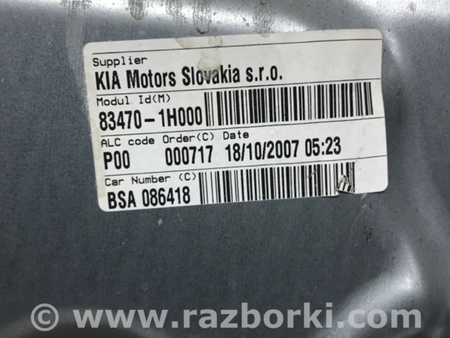 Supplier
KIA Motors Slovakia s.r.o.
Modul Id(M)
83470-1H000
ALC code Order(C) Date
P00 000717 18/10/2007 05:23
Car Number (C)
BSA 086418
© www.razborki.com